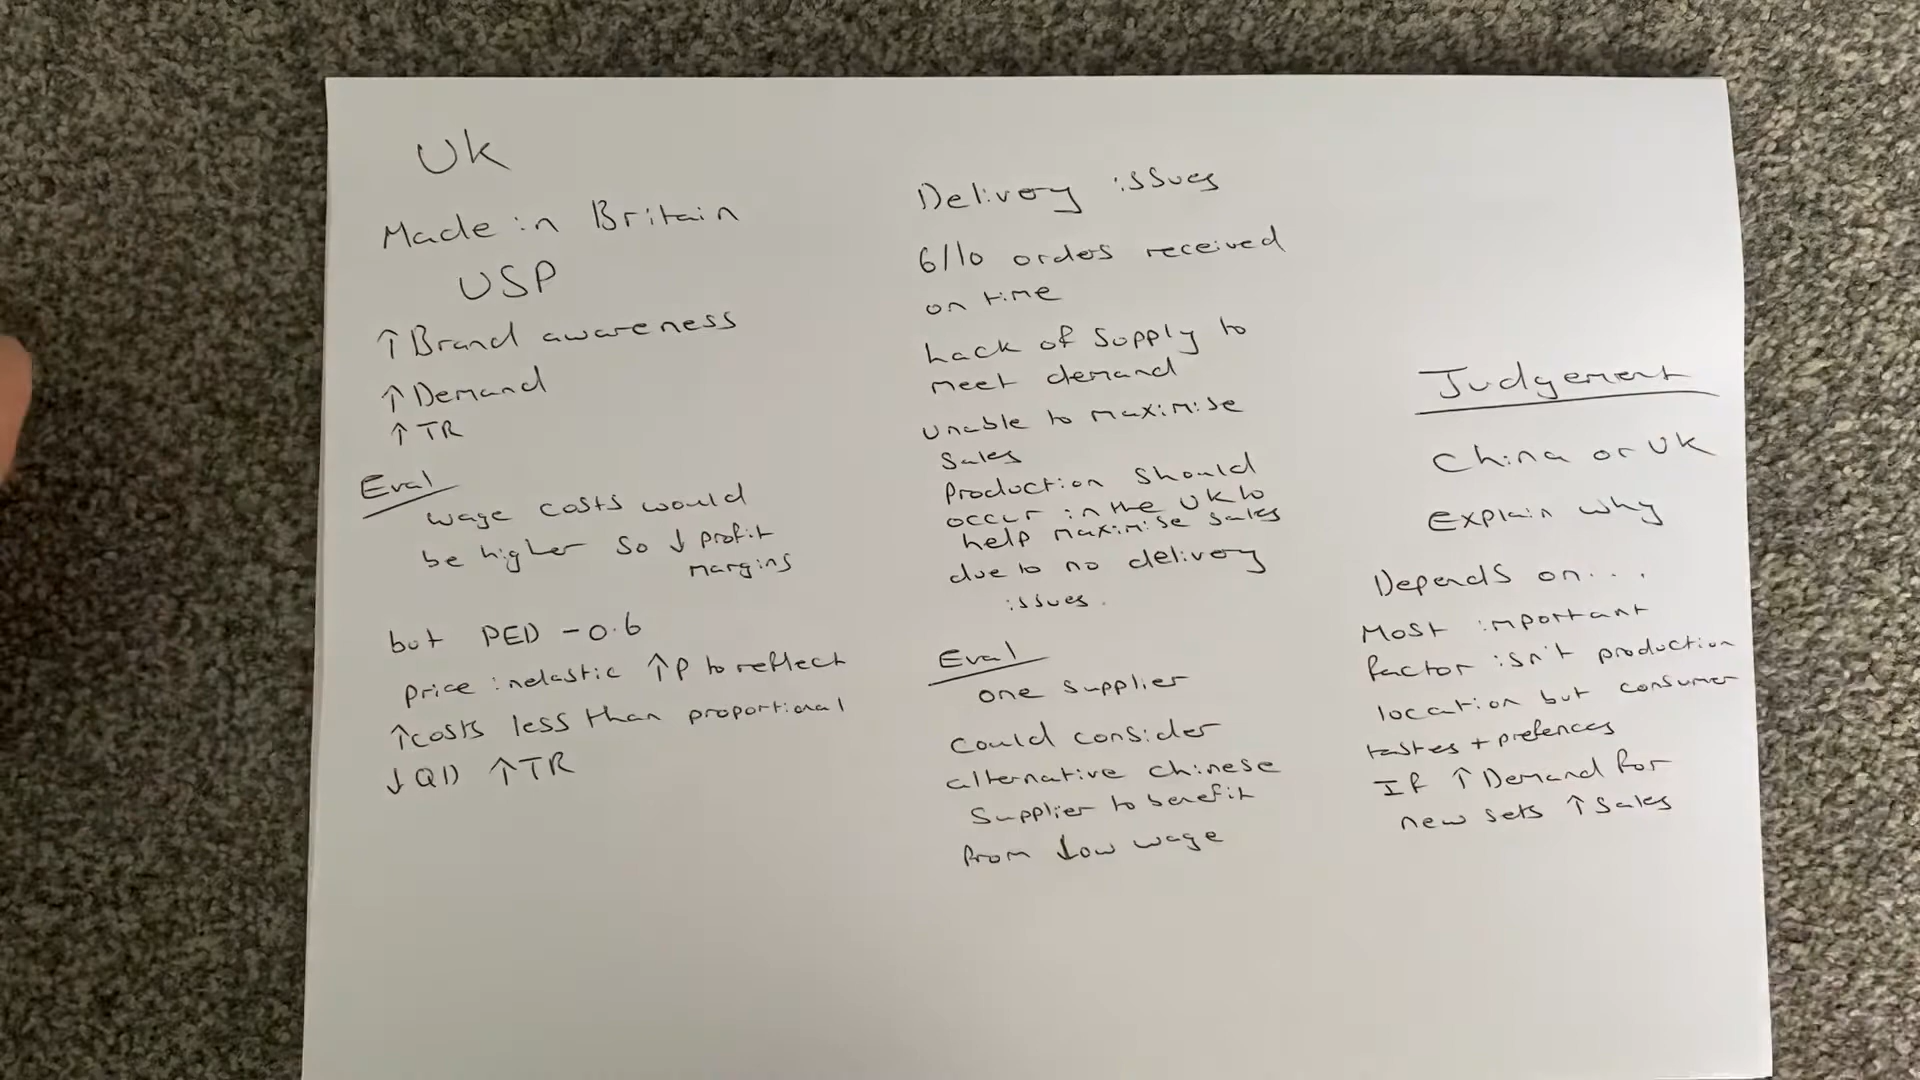 UK
Made in Britain
USP
↑ Brand awareness
↑ Demand
↑ TR
Eval
wage costs would
be higher so ↓ profit
margins
but PED -0.6
price inelastic ↑P to reflect
↑costs less than proportional
↓ QD ↑TR
Delivery issues
6/10 orders received
on time
Lack of supply to
meet demand
unable to maximise
sales
production should
occur in the UK to
help maximise sales
due to no delivery
issues.
Eval
one supplier
could consider
alternative chinese
supplier to benefit
from low wage
Judgement
China or UK
explain why
Depends on...
Most important
factor isn't production
location but consumer
tastes + prefences
If ↑ Demand for
new sets ↑ sales